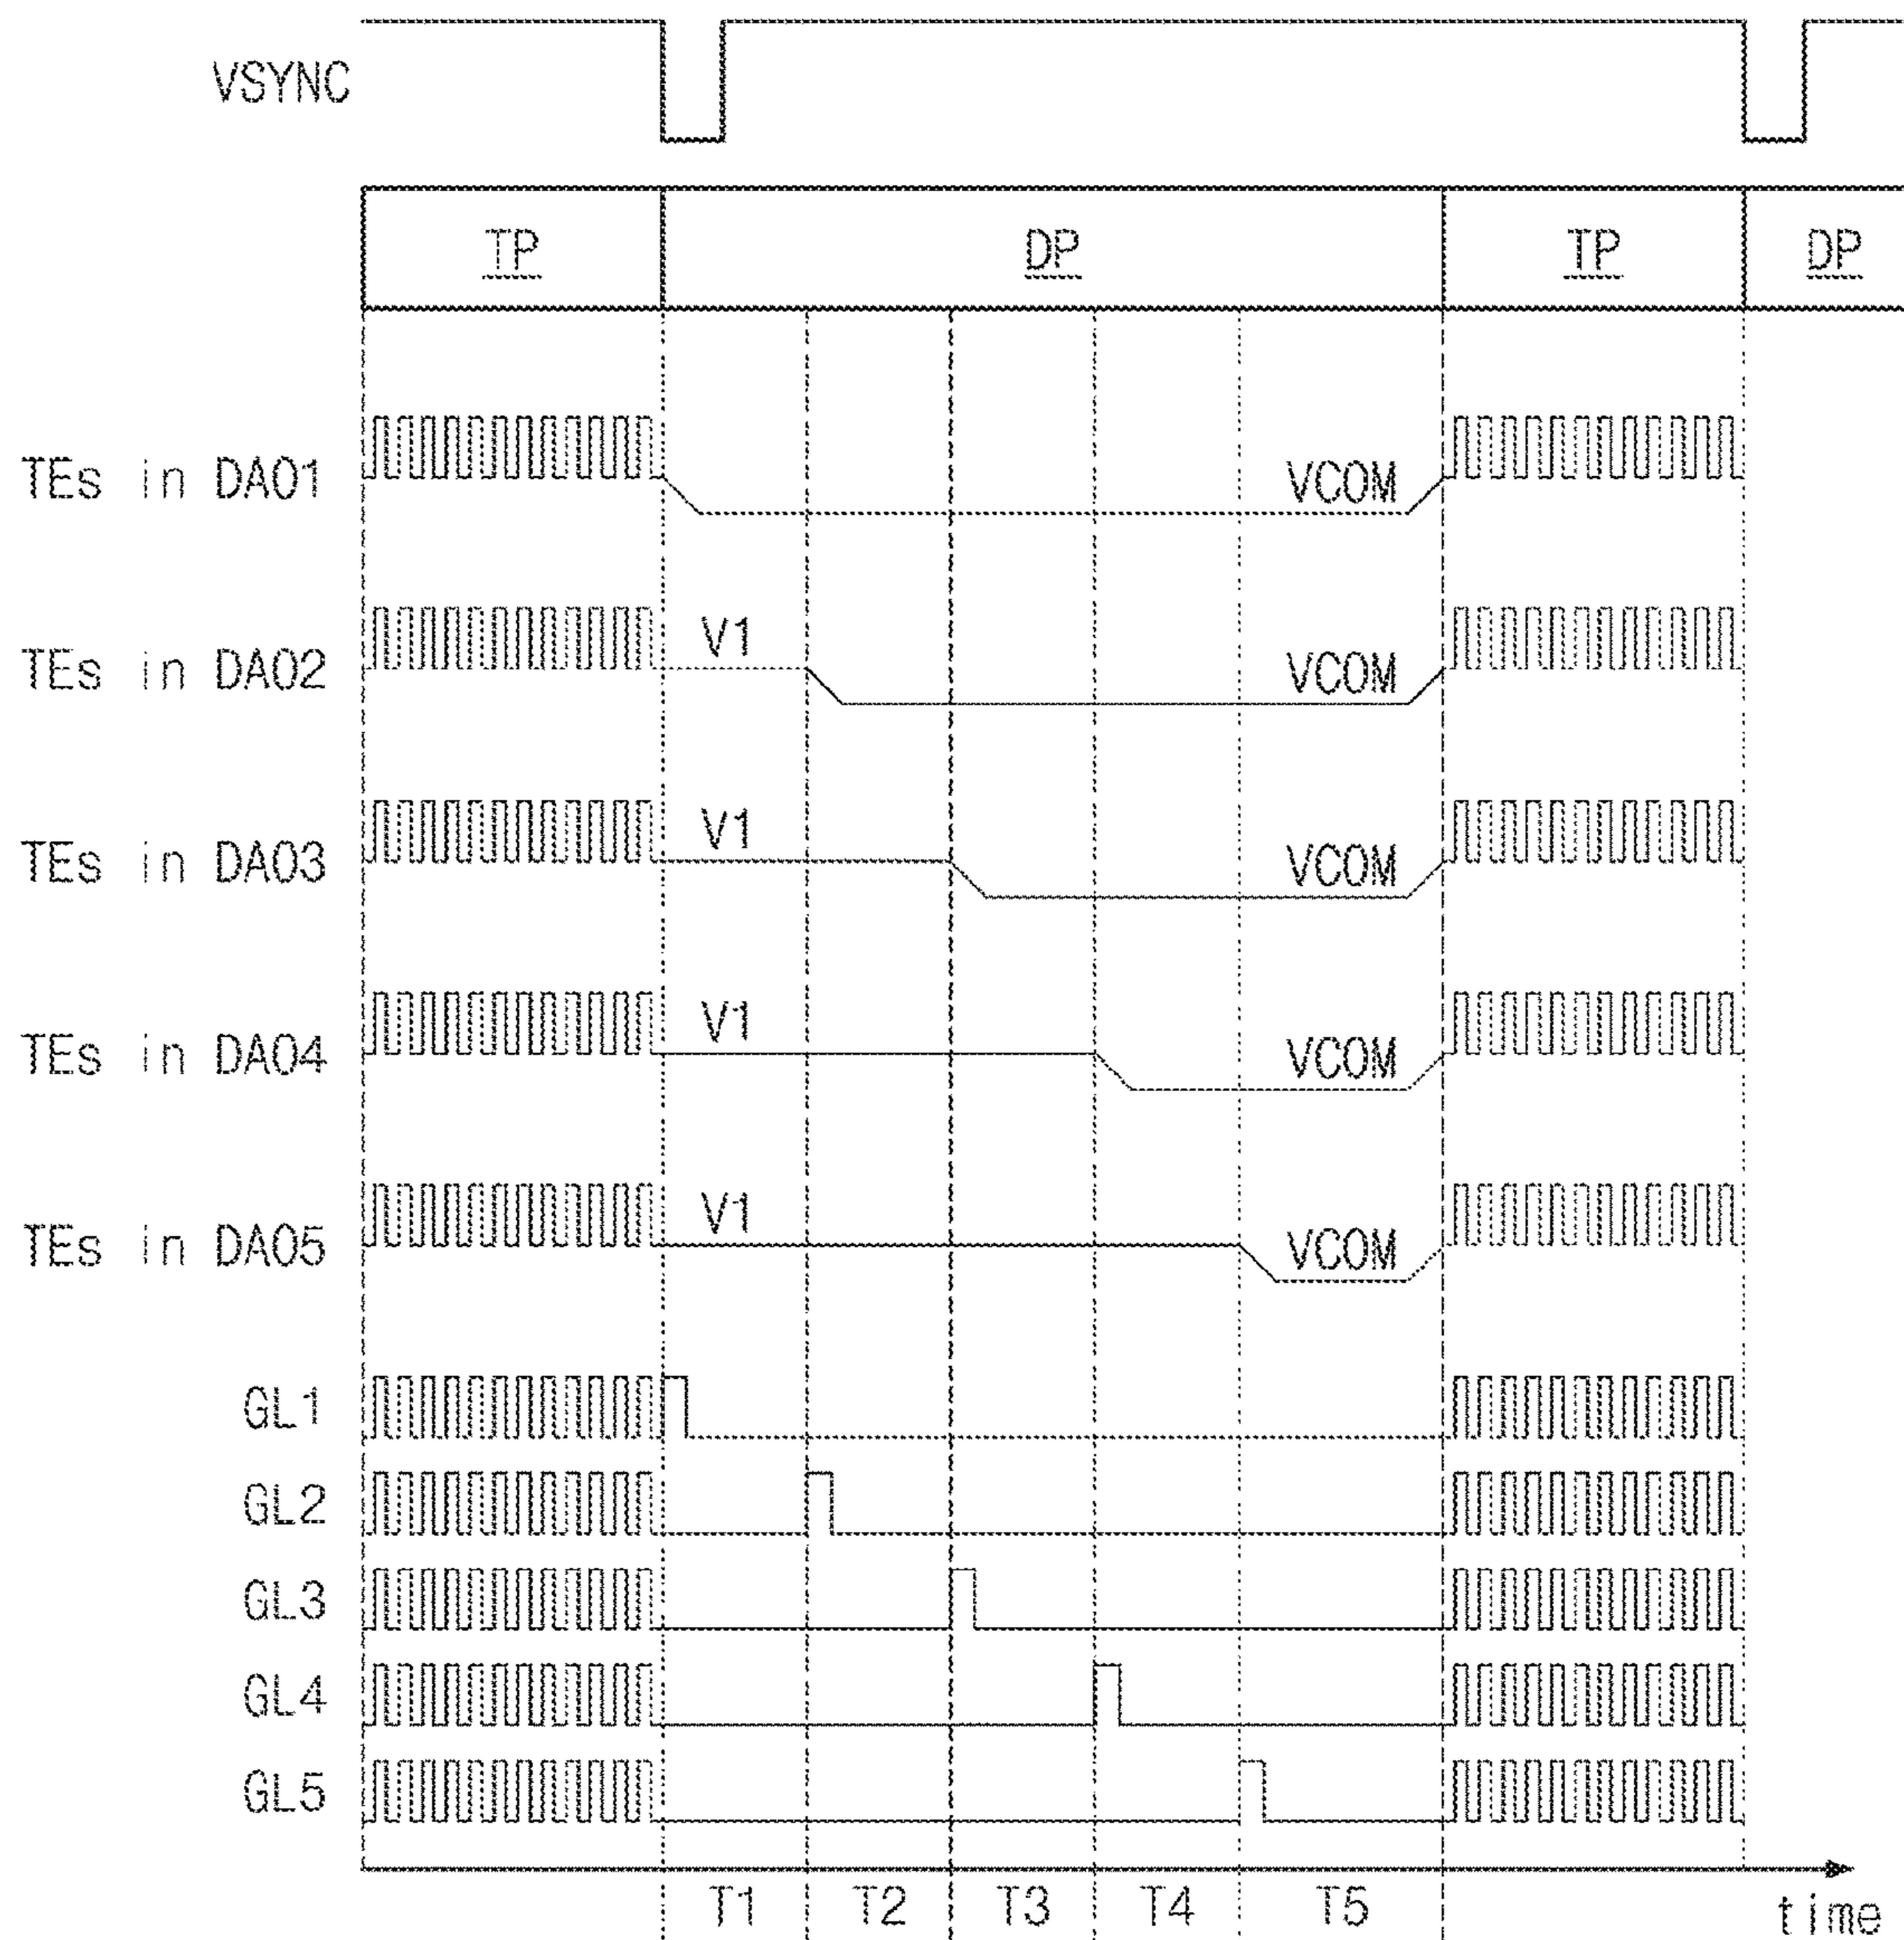 VSYNC
TP DP TP DP
TEs in DA01 VCOM
TEs in DA02 V1 VCOM
TEs in DA03 V1 VCOM
TEs in DA04 V1 VCOM
TEs in DA05 V1 VCOM
GL1
GL2
GL3
GL4
GL5
T1 T2 T3 T4 T5 time